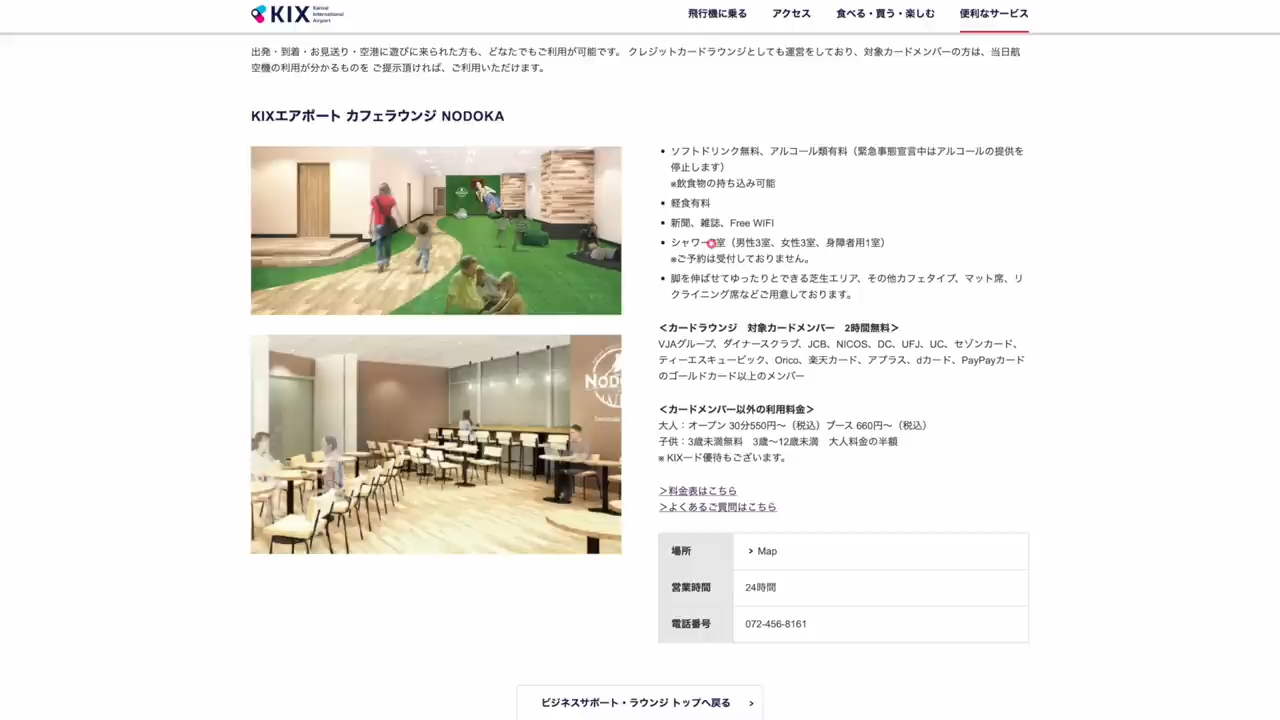 KIX Kansai International Airport
飛行機に乗る アクセス 食べる・買う・楽しむ 便利なサービス
出発・到着・お見送り・空港に遊びに来られた方も、どなたでもご利用が可能です。 クレジットカードラウンジとしても運営をしており、対象カードメンバーの方は、当日航
空機の利用が分かるものを ご提示頂ければ、ご利用いただけます。
KIXエアポート カフェラウンジ NODOKA
・ソフトドリンク無料、アルコール類有料（緊急事態宣言中はアルコールの提供を
停止します）
※飲食物の持ち込み可能
・軽食有料
・新聞、雑誌、Free WIFI
・シャワー室（男性3室、女性3室、身障者用1室）
※ご予約は受付しておりません。
・脚を伸ばせてゆったりとできる芝生エリア、その他カフェタイプ、マット席、リ
クライニング席などご用意しております。
＜カードラウンジ 対象カードメンバー 2時間無料＞
VJAグループ、ダイナースクラブ、JCB、NICOS、DC、UFJ、UC、セゾンカード、
ティーエスキュービック、Orico、楽天カード、アプラス、dカード、PayPayカード
のゴールドカード以上のメンバー
＜カードメンバー以外の利用料金＞
大人：オープン 30分550円〜（税込）ブース 660円〜（税込）
子供：3歳未満無料 3歳〜12歳未満 大人料金の半額
※ KIXード優待もございます。
＞料金表はこちら
＞よくあるご質問はこちら
場所 > Map
営業時間 24時間
電話番号 072-456-8161
ビジネスサポート・ラウンジ トップへ戻る >